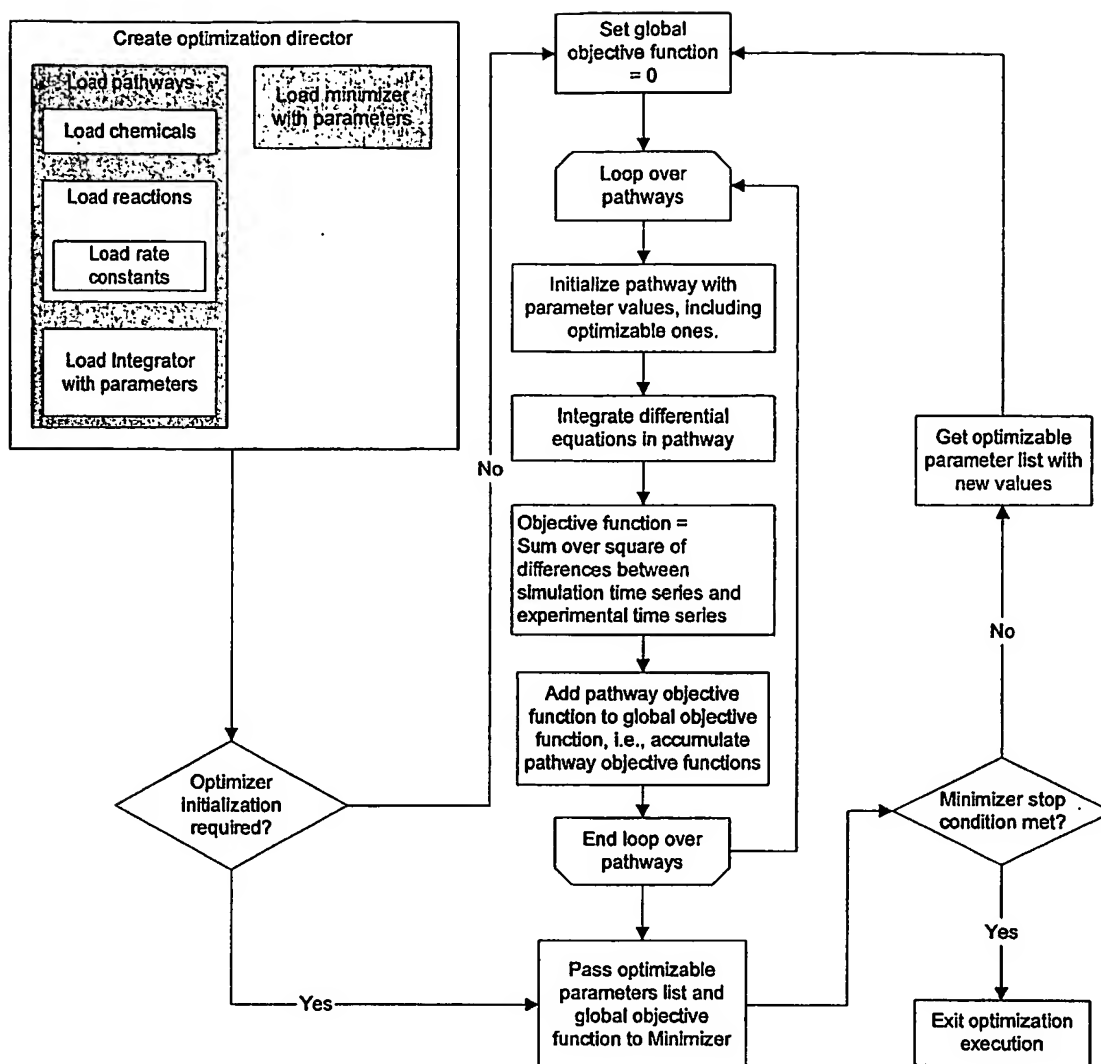 Create optimization director
Load pathways
Load chemicals
Load reactions
Load rate
constants
Load Integrator
with parameters
Load minimizer
with parameters
Optimizer
initialization
required?
No
Yes
Set global
objective function
= 0
Loop over
pathways
Initialize pathway with
parameter values, including
optimizable ones.
Integrate differential
equations in pathway
Objective function =
Sum over square of
differences between
simulation time series and
experimental time series
Add pathway objective
function to global objective
function, i.e., accumulate
pathway objective functions
End loop over
pathways
Pass optimizable
parameters list and
global objective
function to Minimizer
Get optimizable
parameter list with
new values
No
Minimizer stop
condition met?
Yes
Exit optimization
execution